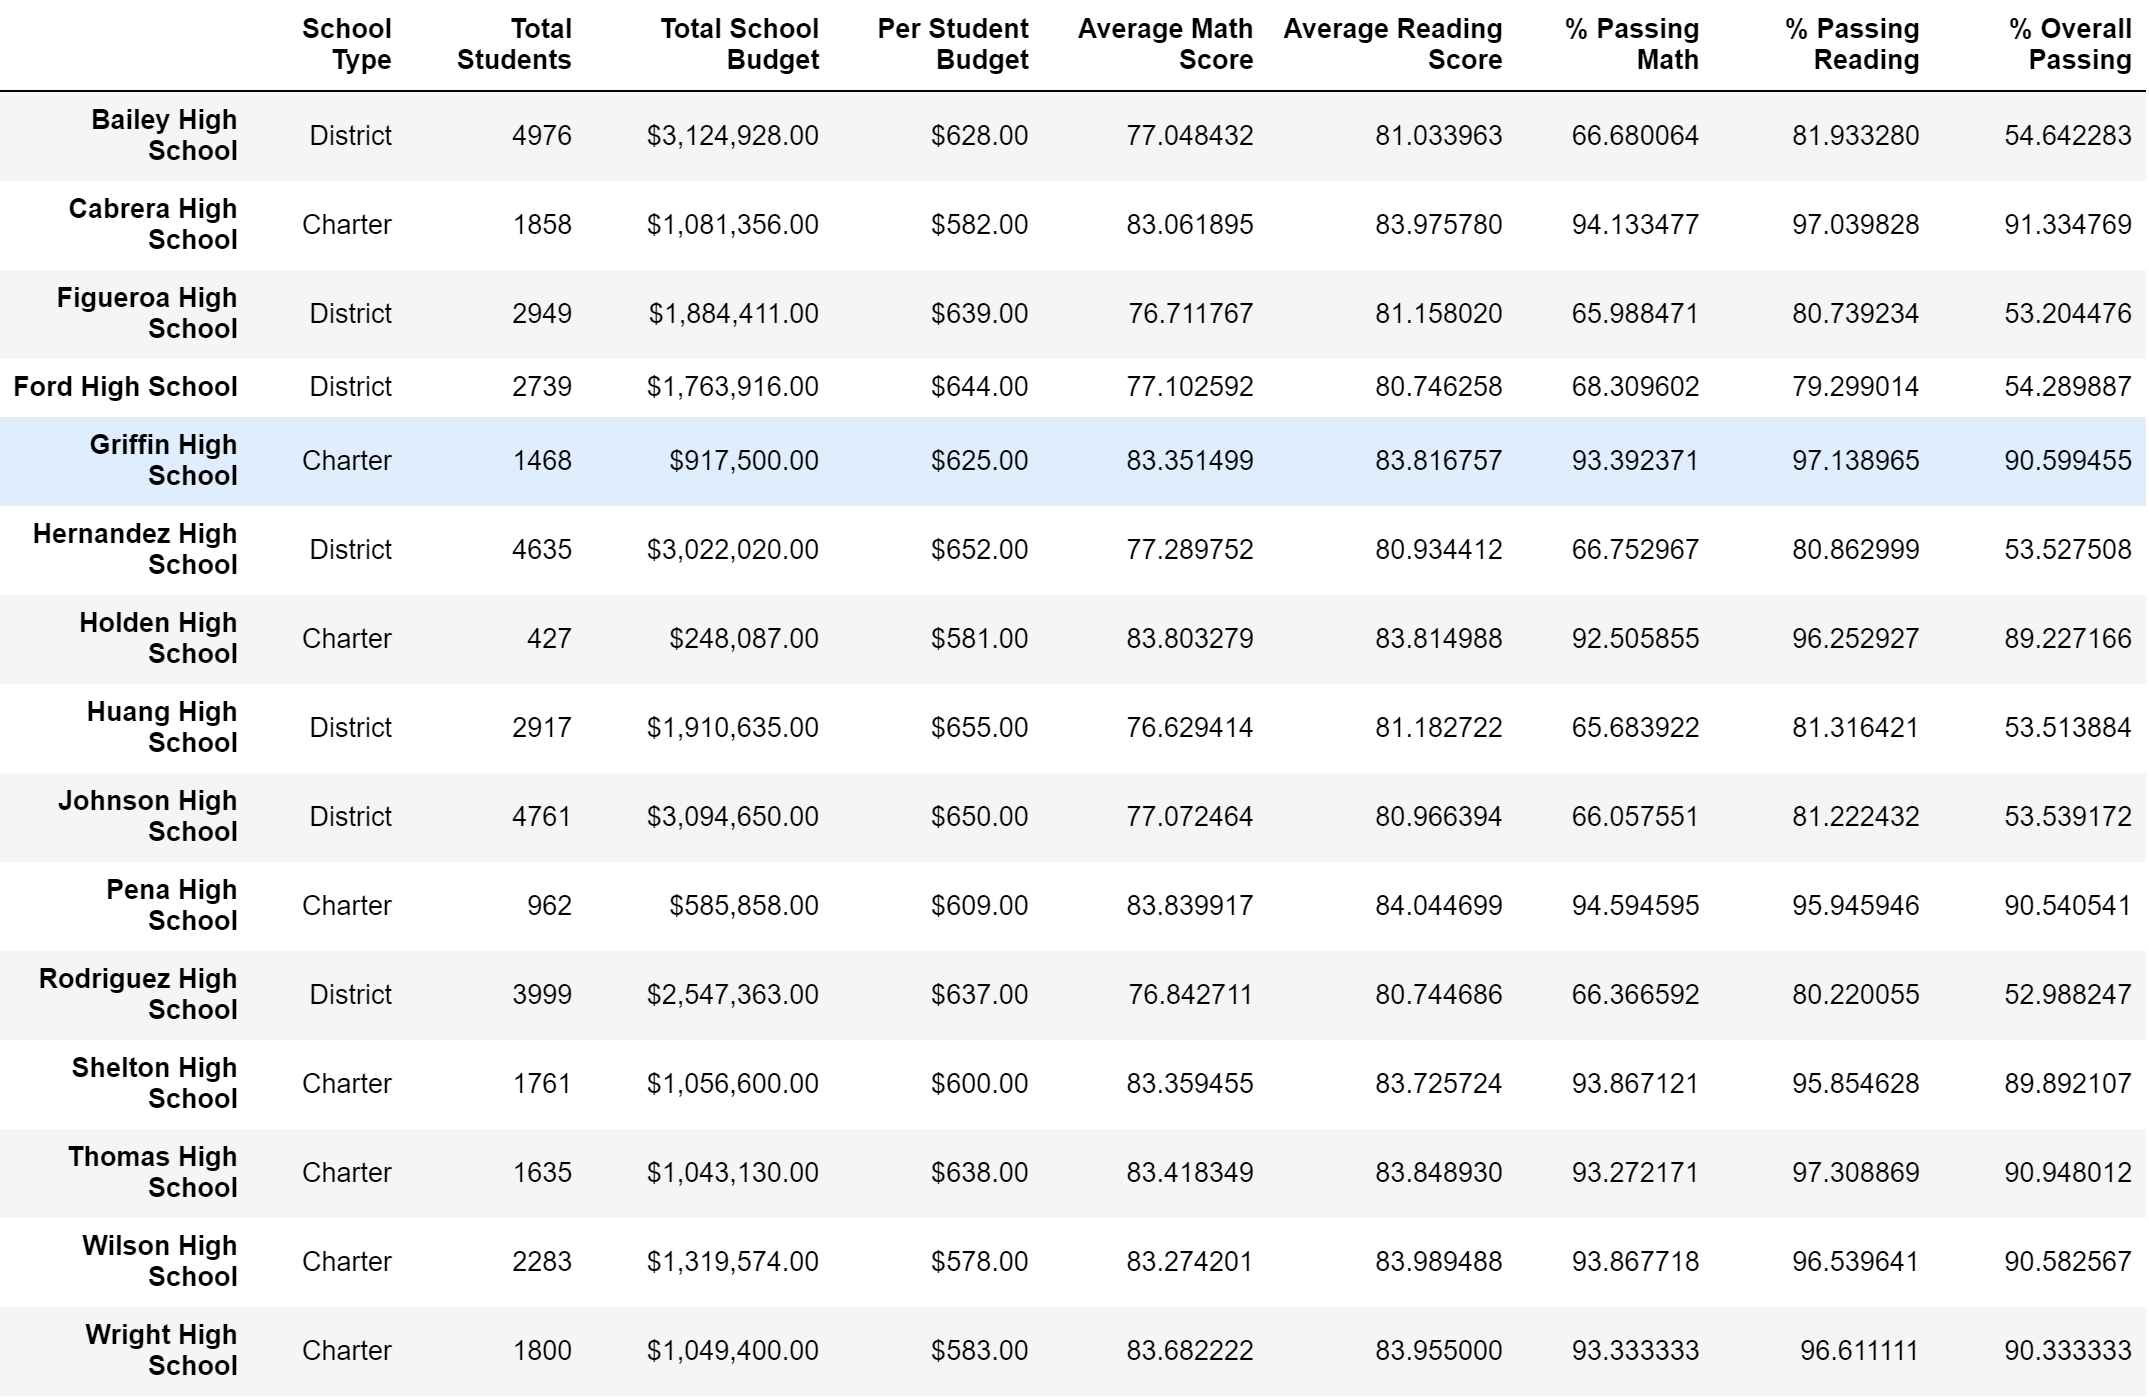 School Type Total Students Total School Budget Per Student Budget Average Math Score Average Reading Score % Passing Math % Passing Reading % Overall Passing
Bailey High School District 4976 $3,124,928.00 $628.00 77.048432 81.033963 66.680064 81.933280 54.642283
Cabrera High School Charter 1858 $1,081,356.00 $582.00 83.061895 83.975780 94.133477 97.039828 91.334769
Figueroa High School District 2949 $1,884,411.00 $639.00 76.711767 81.158020 65.988471 80.739234 53.204476
Ford High School District 2739 $1,763,916.00 $644.00 77.102592 80.746258 68.309602 79.299014 54.289887
Griffin High School Charter 1468 $917,500.00 $625.00 83.351499 83.816757 93.392371 97.138965 90.599455
Hernandez High School District 4635 $3,022,020.00 $652.00 77.289752 80.934412 66.752967 80.862999 53.527508
Holden High School Charter 427 $248,087.00 $581.00 83.803279 83.814988 92.505855 96.252927 89.227166
Huang High School District 2917 $1,910,635.00 $655.00 76.629414 81.182722 65.683922 81.316421 53.513884
Johnson High School District 4761 $3,094,650.00 $650.00 77.072464 80.966394 66.057551 81.222432 53.539172
Pena High School Charter 962 $585,858.00 $609.00 83.839917 84.044699 94.594595 95.945946 90.540541
Rodriguez High School District 3999 $2,547,363.00 $637.00 76.842711 80.744686 66.366592 80.220055 52.988247
Shelton High School Charter 1761 $1,056,600.00 $600.00 83.359455 83.725724 93.867121 95.854628 89.892107
Thomas High School Charter 1635 $1,043,130.00 $638.00 83.418349 83.848930 93.272171 97.308869 90.948012
Wilson High School Charter 2283 $1,319,574.00 $578.00 83.274201 83.989488 93.867718 96.539641 90.582567
Wright High School Charter 1800 $1,049,400.00 $583.00 83.682222 83.955000 93.333333 96.611111 90.333333